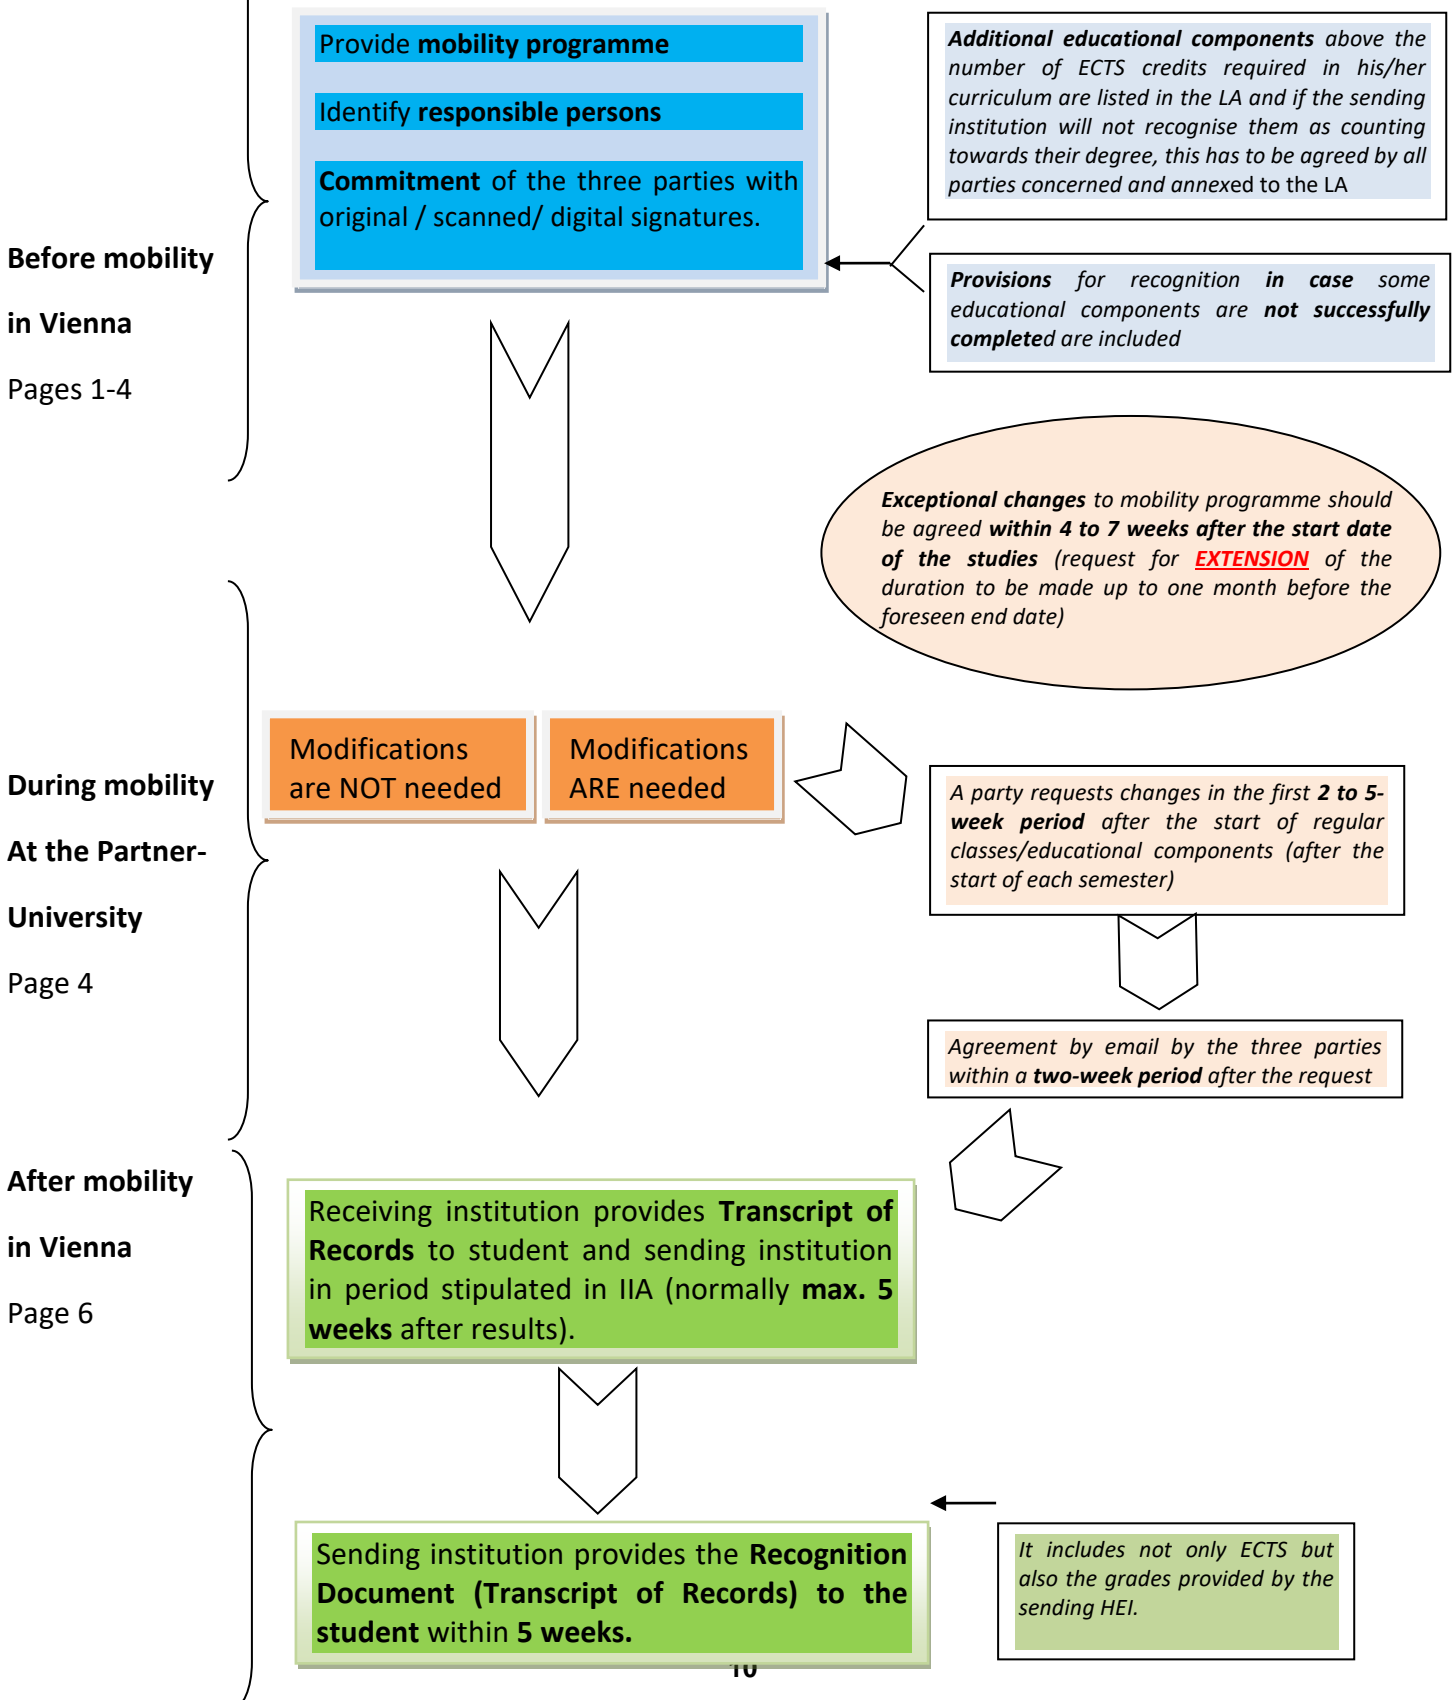 Provide mobility programme
Identify responsible persons
Commitment of the three parties with
original / scanned/ digital signatures.
Additional educational components above the
number of ECTS credits required in his/her
curriculum are listed in the LA and if the sending
institution will not recognise them as counting
towards their degree, this has to be agreed by all
parties concerned and annexed to the LA
Before mobility
in Vienna
Pages 1-4
Provisions for recognition in case some
educational components are not successfully
completed are included
Exceptional changes to mobility programme should
be agreed within 4 to 7 weeks after the start date
of the studies (request for EXTENSION of the
duration to be made up to one month before the
foreseen end date)
During mobility
At the Partner-
University
Page 4
Modifications
are NOT needed
Modifications
ARE needed
A party requests changes in the first 2 to 5-
week period after the start of regular
classes/educational components (after the
start of each semester)
Agreement by email by the three parties
within a two-week period after the request
After mobility
in Vienna
Page 6
Receiving institution provides Transcript of
Records to student and sending institution
in period stipulated in IIA (normally max. 5
weeks after results).
Sending institution provides the Recognition
Document (Transcript of Records) to the
student within 5 weeks.
It includes not only ECTS but
also the grades provided by the
sending HEI.
10